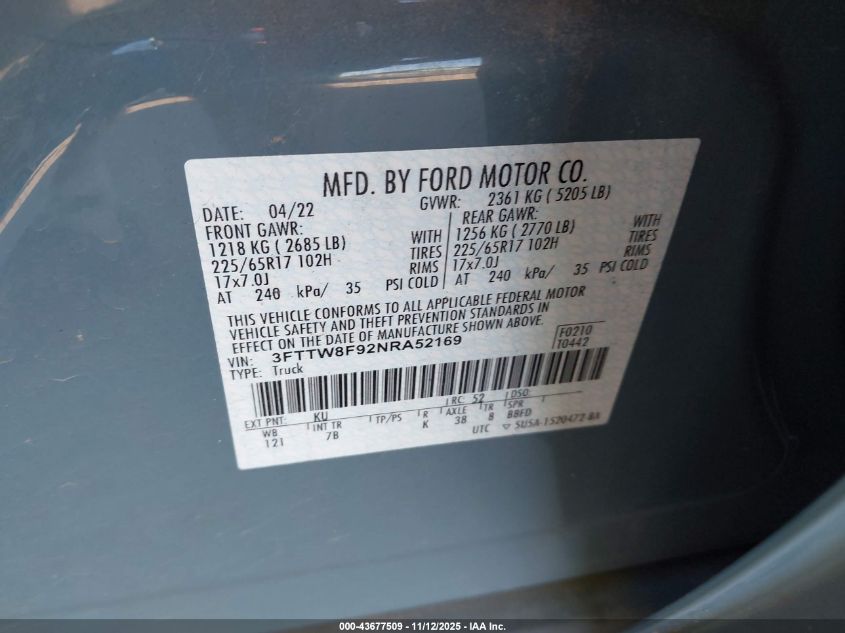 MFD. BY FORD MOTOR CO.
DATE: 04/22 GVWR: 2361 KG ( 5205 LB)
FRONT GAWR: REAR GAWR:
1218 KG ( 2685 LB) WITH 1256 KG ( 2770 LB) WITH
225/65R17 102H TIRES 225/65R17 102H TIRES
17x7.0J RIMS 17x7.0J RIMS
AT 240 kPa/ 35 PSI COLD AT 240 kPa/ 35 PSI COLD
THIS VEHICLE CONFORMS TO ALL APPLICABLE FEDERAL MOTOR
VEHICLE SAFETY AND THEFT PREVENTION STANDARDS IN
EFFECT ON THE DATE OF MANUFACTURE SHOWN ABOVE.
VIN: 3FTTW8F92NRA52169 F0210
TYPE: Truck T0442
EXT PNT: KU RC: 52 DSO:
WB INT TR TP/PS R AXLE TR SPR
121 7B K 38 8 BBFD
UTC ▽ SU5A-1520472-BA
000-43677509 - 11/12/2025 - IAA Inc.